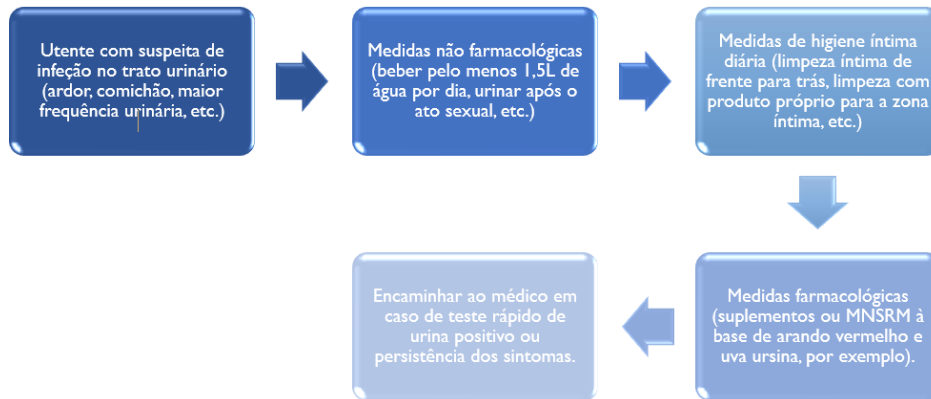 Utente com suspeita de
infeção no trato urinário
(ardor, comichão, maior
frequência urinária, etc.)
Medidas não farmacológicas
(beber pelo menos 1,5L de
água por dia, urinar após o
ato sexual, etc.)
Medidas de higiene íntima
diária (limpeza íntima de
frente para trás, limpeza com
produto próprio para a zona
íntima, etc.)
Medidas farmacológicas
(suplementos ou MNSRM à
base de arando vermelho e
uva ursina, por exemplo).
Encaminhar ao médico em
caso de teste rápido de
urina positivo ou
persistência dos sintomas.